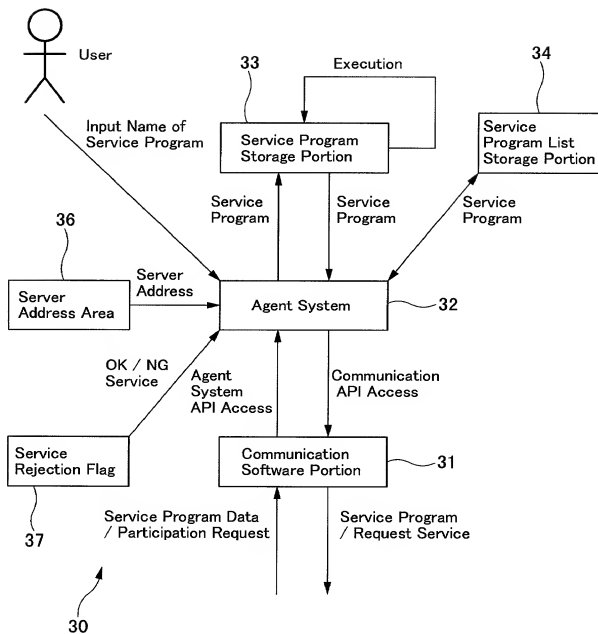 User
33
Execution
34
Input Name of
Service Program
Service Program
Storage Portion
Service
Program List
Storage Portion
Service
Program
Service
Program
Service
Program
36
Server
Address
Server
Address Area
Agent System
32
OK / NG
Service
Agent
System
API Access
Communication
API Access
Service
Rejection Flag
Communication
Software Portion
31
37
Service Program Data
/ Participation Request
Service Program
/ Request Service
30